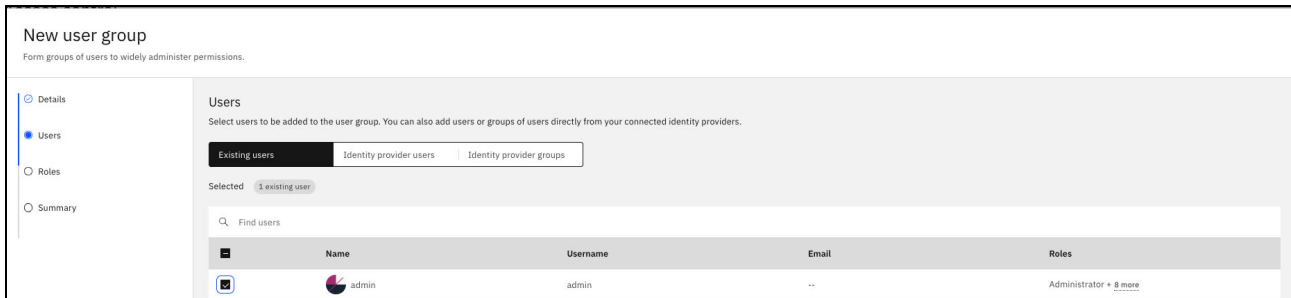 New user group
Form groups of users to widely administer permissions.
Details
Users
Roles
Summary
Users
Select users to be added to the user group. You can also add users or groups of users directly from your connected identity providers.
Existing users Identity provider users Identity provider groups
Selected 1 existing user
Find users
Name Username Email Roles
admin admin -- Administrator + 8 more